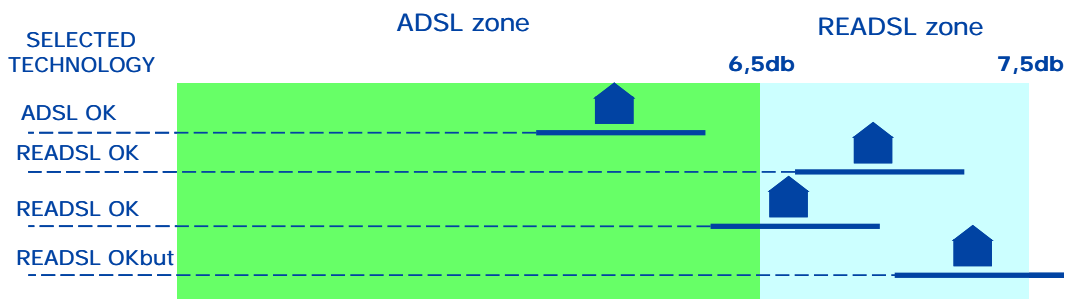 ADSL zone
READSL zone
SELECTED
TECHNOLOGY
6,5db
7,5db
ADSL OK
READSL OK
READSL OK
READSL OKbut